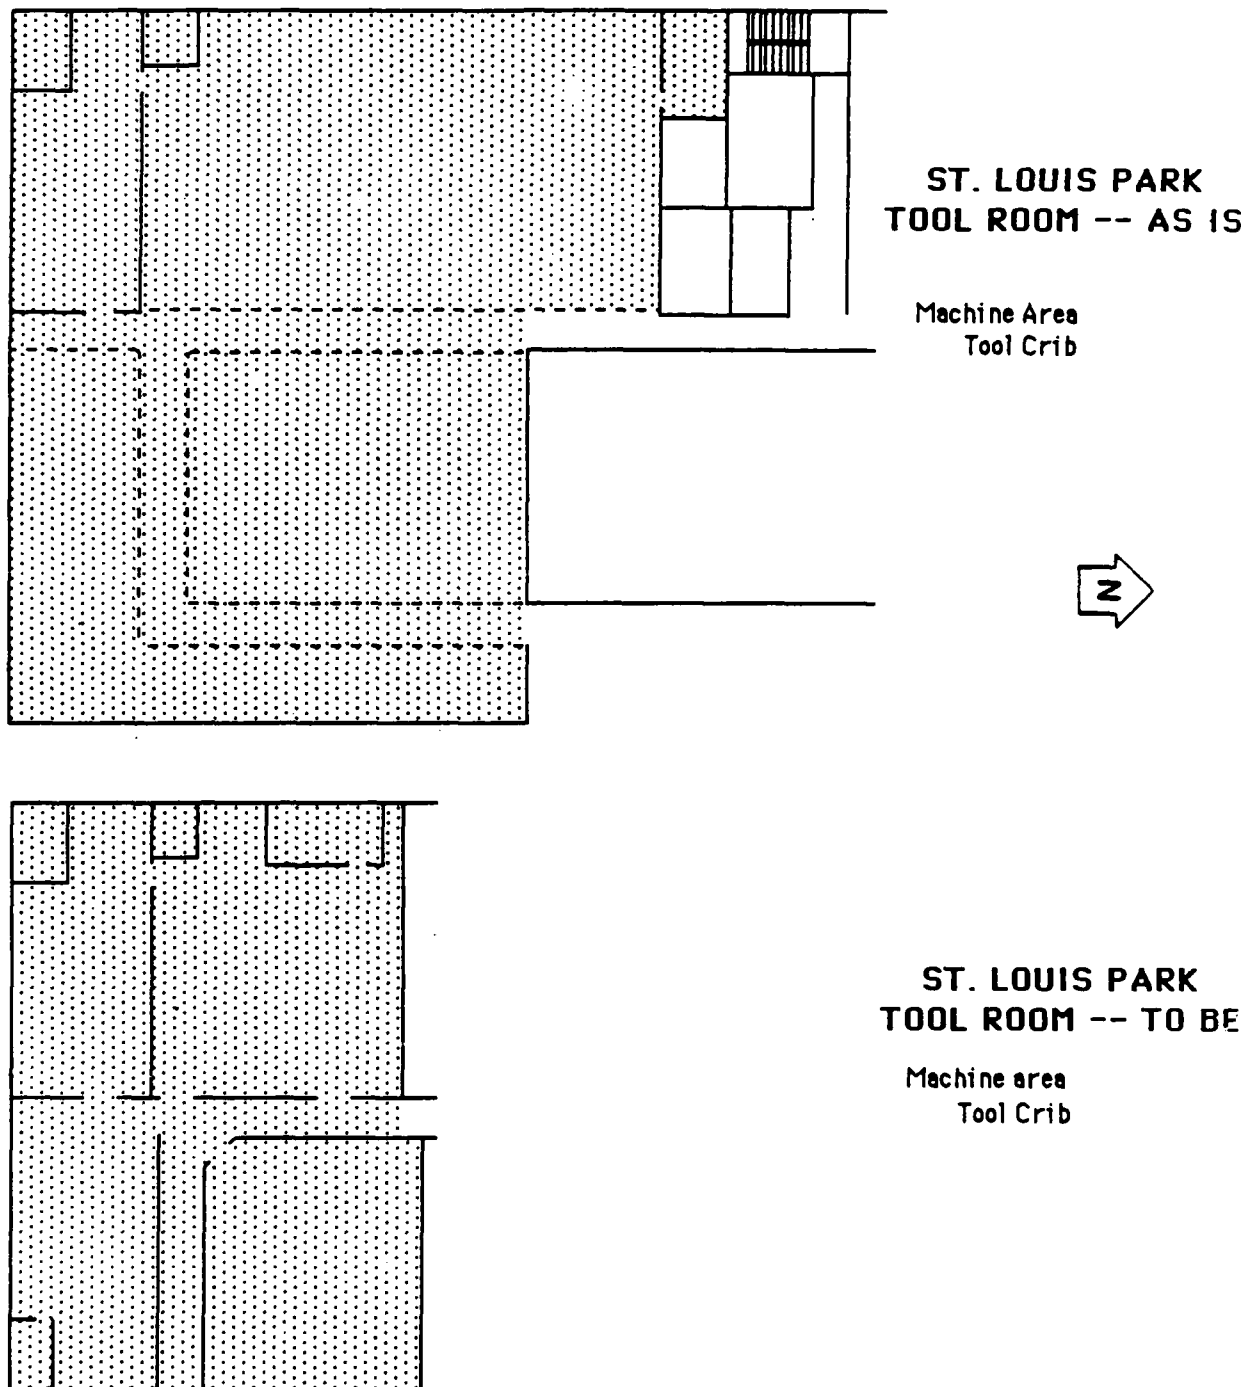 ST. LOUIS PARK
TOOL ROOM -- AS IS
Machine Area
Tool Crib
N
ST. LOUIS PARK
TOOL ROOM -- TO BE
Machine area
Tool Crib